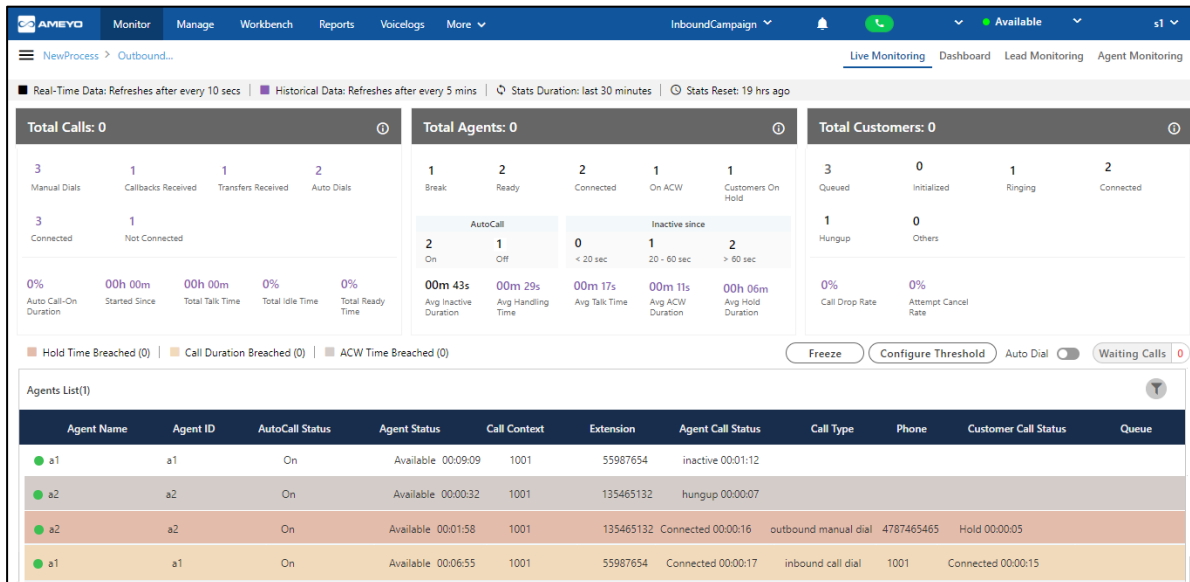 AMEYO Monitor Manage Workbench Reports Voicelogs More InboundCampaign Available s1
NewProcess > Outbound... Live Monitoring Dashboard Lead Monitoring Agent Monitoring
Real-Time Data: Refreshes after every 10 secs | Historical Data: Refreshes after every 5 mins | Stats Duration: last 30 minutes | Stats Reset: 19 hrs ago
Total Calls: 0
3 1 1 2
Manual Dials Callbacks Received Transfers Received Auto Dials
3 1
Connected Not Connected
0% 00h 00m 00h 00m 0% 0%
Auto Call-On Duration Started Since Total Talk Time Total Idle Time Total Ready Time
Total Agents: 0
1 2 2 1 1
Break Ready Connected On ACW Customers On Hold
AutoCall Inactive since
2 1 0 1 2
On Off < 20 sec 20 - 60 sec > 60 sec
00m 43s 00m 29s 00m 17s 00m 11s 00h 06m
Avg Inactive Duration Avg Handling Time Avg Talk Time Avg ACW Duration Avg Hold Duration
Total Customers: 0
3 0 1 2
Queued Initialized Ringing Connected
1 0
Hungup Others
0% 0%
Call Drop Rate Attempt Cancel Rate
Hold Time Breached (0) | Call Duration Breached (0) | ACW Time Breached (0) Freeze Configure Threshold Auto Dial Waiting Calls 0
Agents List(1)
Agent Name Agent ID AutoCall Status Agent Status Call Context Extension Agent Call Status Call Type Phone Customer Call Status Queue
a1 a1 On Available 00:09:09 1001 55987654 inactive 00:01:12
a2 a2 On Available 00:00:32 1001 135465132 hungup 00:00:07
a2 a2 On Available 00:01:58 1001 135465132 Connected 00:00:16 outbound manual dial 4787465465 Hold 00:00:05
a1 a1 On Available 00:06:55 1001 55987654 Connected 00:00:17 inbound call dial 1001 Connected 00:00:15